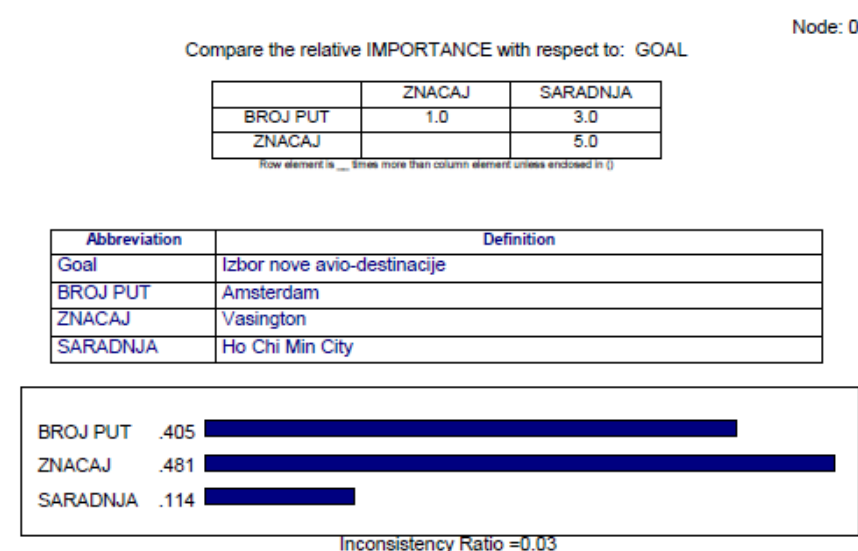 Node: 0
Compare the relative IMPORTANCE with respect to: GOAL
ZNACAJ SARADNJA
BROJ PUT 1.0 3.0
ZNACAJ 5.0
Row element is __ times more than column element unless enclosed in ()
Abbreviation Definition
Goal Izbor nove avio-destinacije
BROJ PUT Amsterdam
ZNACAJ Vasington
SARADNJA Ho Chi Min City
BROJ PUT .405
ZNACAJ .481
SARADNJA .114
Inconsistency Ratio =0.03